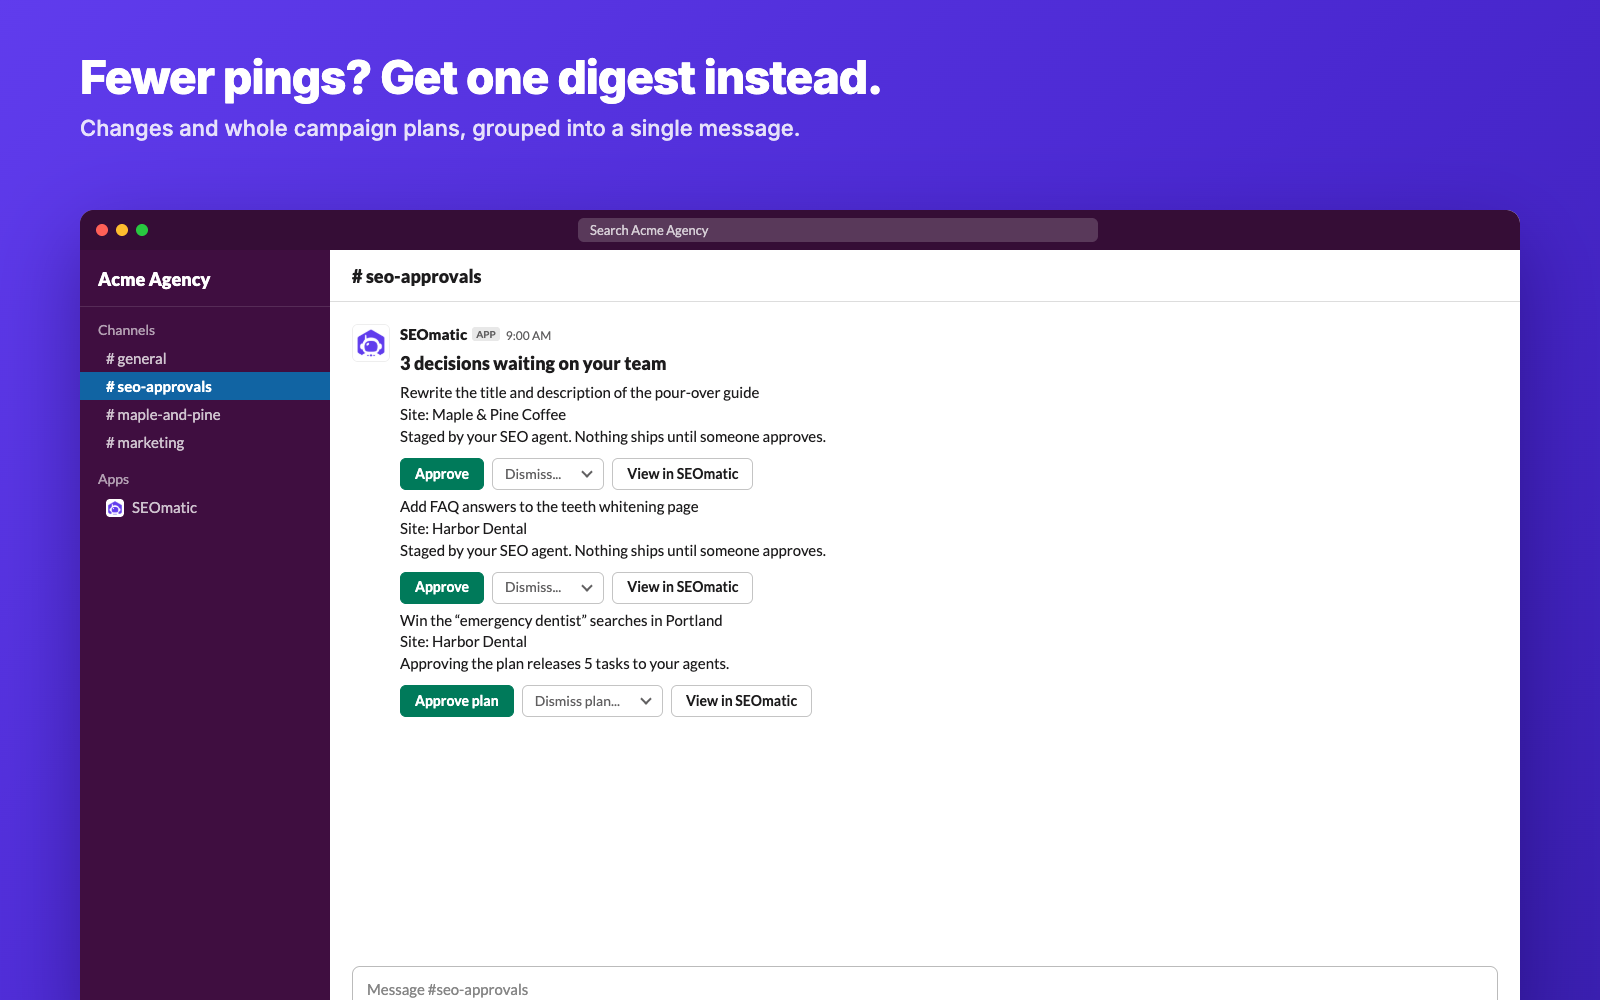 Fewer pings? Get one digest instead.
Changes and whole campaign plans, grouped into a single message.
Search Acme Agency
Acme Agency
Channels
# general
# seo-approvals
# maple-and-pine
# marketing
Apps
SEOmatic
# seo-approvals
SEOmatic APP 9:00 AM
3 decisions waiting on your team
Rewrite the title and description of the pour-over guide
Site: Maple & Pine Coffee
Staged by your SEO agent. Nothing ships until someone approves.
Approve Dismiss... View in SEOmatic
Add FAQ answers to the teeth whitening page
Site: Harbor Dental
Staged by your SEO agent. Nothing ships until someone approves.
Approve Dismiss... View in SEOmatic
Win the “emergency dentist” searches in Portland
Site: Harbor Dental
Approving the plan releases 5 tasks to your agents.
Approve plan Dismiss plan... View in SEOmatic
Message #seo-approvals